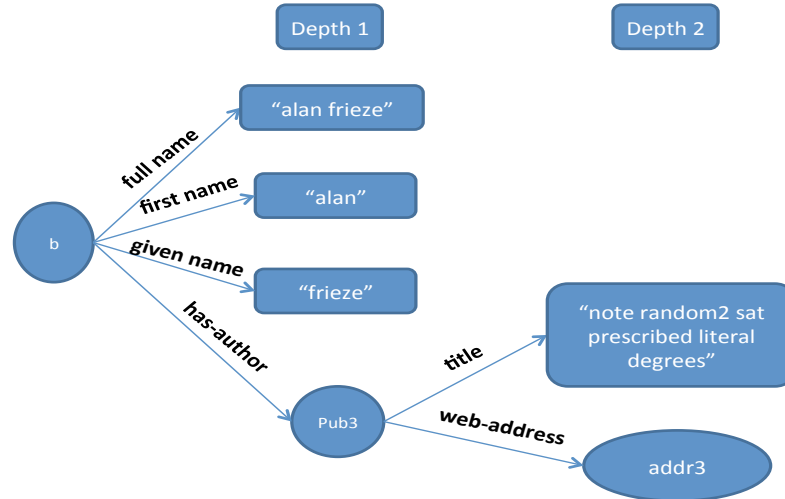 Depth 1
Depth 2
“alan frieze”
full name
first name
“alan”
b
given name
“frieze”
has-author
“note random2 sat
prescribed literal
degrees”
title
Pub3
web-address
addr3